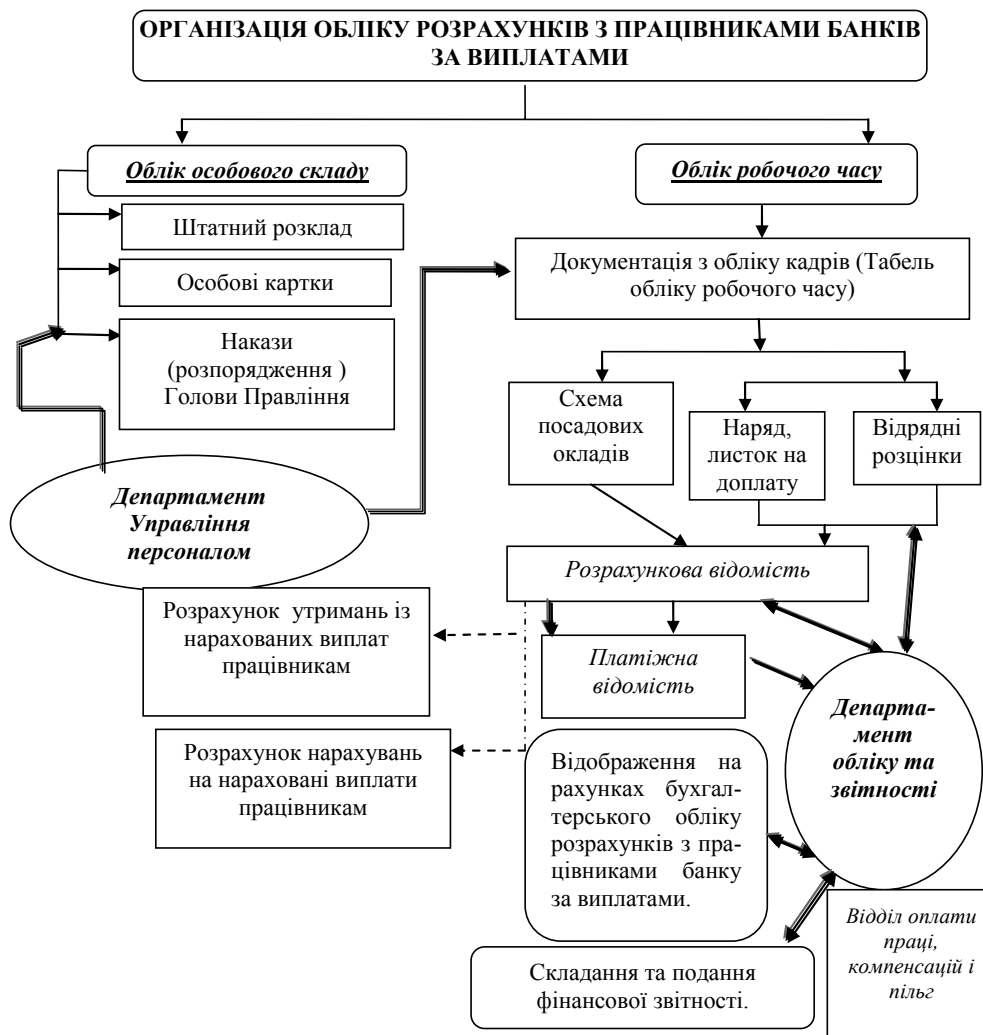 ОРГАНІЗАЦІЯ ОБЛІКУ РОЗРАХУНКІВ З ПРАЦІВНИКАМИ БАНКІВ
ЗА ВИПЛАТАМИ
Облік особового складу
Облік робочого часу
Штатний розклад
Особові картки
Накази
(розпорядження )
Голови Правління
Документація з обліку кадрів (Табель
обліку робочого часу)
Схема
посадових
окладів
Наряд,
листок на
доплату
Відрядні
розцінки
Департамент
Управління
персоналом
Розрахункова відомість
Розрахунок утримань із
нарахованих виплат
працівникам
Платіжна
відомість
Розрахунок нарахувань
на нараховані виплати
працівникам
Відображення на
рахунках бухгал-
терського обліку
розрахунків з пра-
цівниками банку
за виплатами.
Департа-
мент
обліку та
звітності
Відділ оплати
праці,
компенсацій і
пільг
Складання та подання
фінансової звітності.